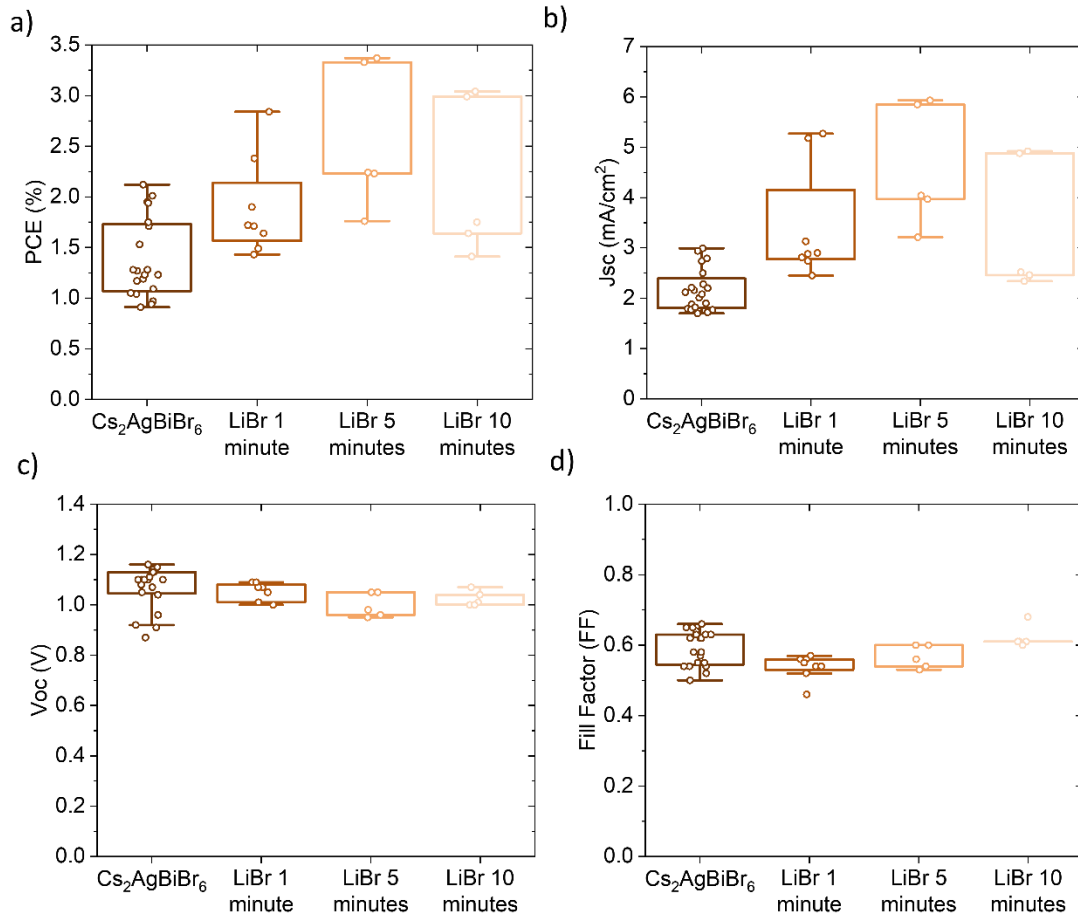 a)
PCE (%)
3.5
3.0
2.5
2.0
1.5
1.0
0.5
0.0
Cs₂AgBiBr₆
LiBr 1
minute
LiBr 5
minutes
LiBr 10
minutes
b)
Jsc (mA/cm²)
7
6
5
4
3
2
1
0
Cs₂AgBiBr₆
LiBr 1
minute
LiBr 5
minutes
LiBr 10
minutes
c)
Voc (V)
1.4
1.2
1.0
0.8
0.6
0.4
0.2
0.0
Cs₂AgBiBr₆
LiBr 1
minute
LiBr 5
minutes
LiBr 10
minutes
d)
Fill Factor (FF)
1.0
0.8
0.6
0.4
0.2
0.0
Cs₂AgBiBr₆
LiBr 1
minute
LiBr 5
minutes
LiBr 10
minutes